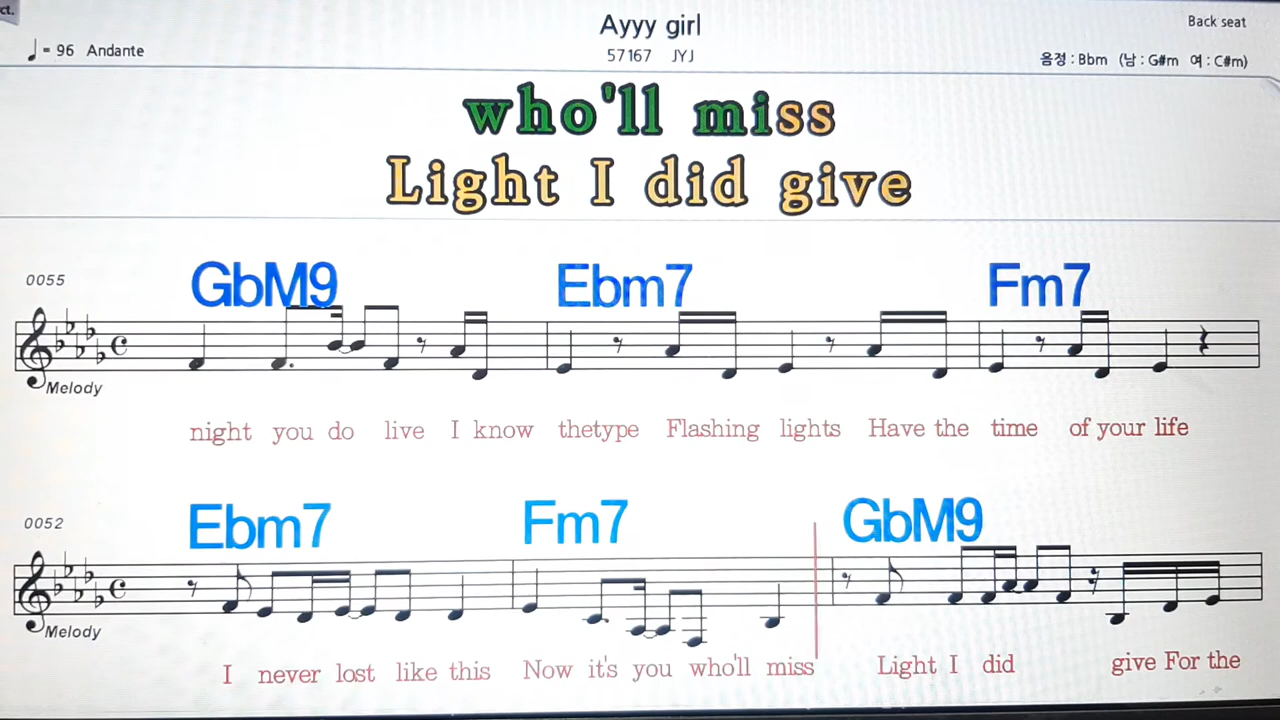 ct.
Ayyy girl
Back seat
♩ = 96 Andante
57167 JYJ
음정 : Bbm (남 : G#m 여 : C#m)
who'll miss
Light I did give
0055
GbM9 Ebm7 Fm7
Melody
night you do live I know thetype Flashing lights Have the time of your life
0052
Ebm7 Fm7 GbM9
Melody
I never lost like this Now it's you who'll miss Light I did give For the